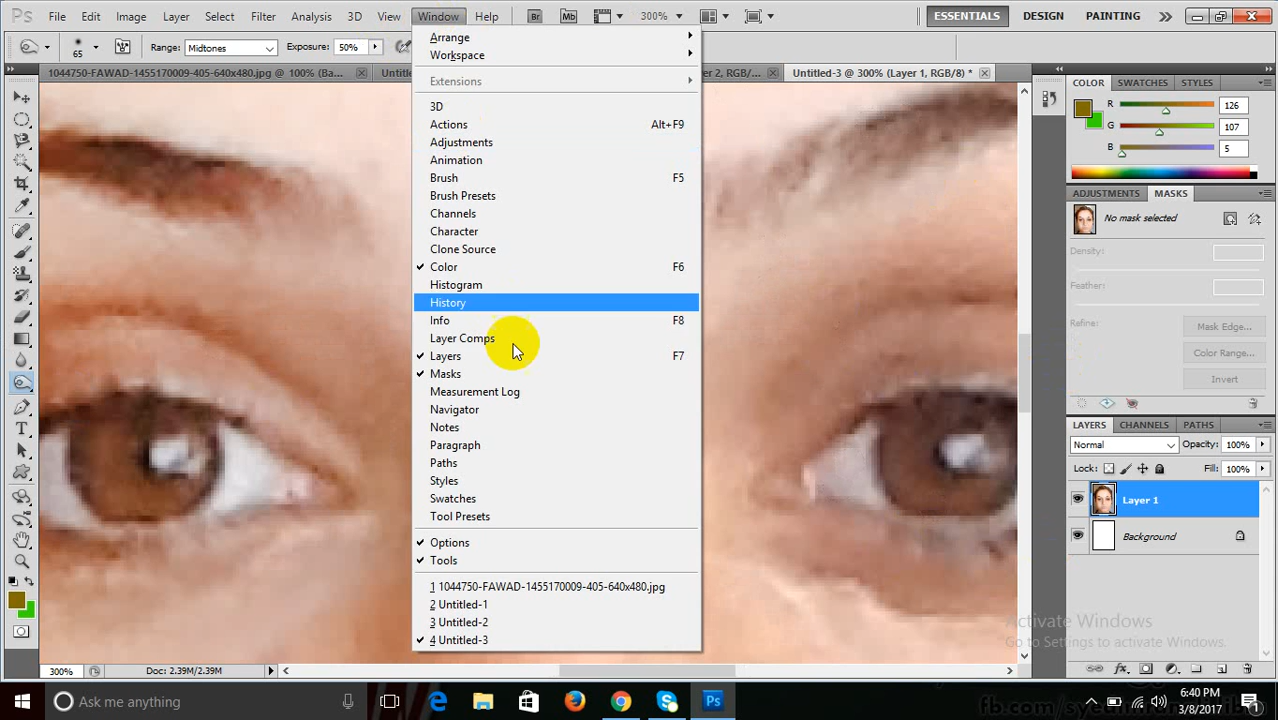 Ps File Edit Image Layer Select Filter Analysis 3D View Window Help Br Mb 300% ESSENTIALS DESIGN PAINTING
65 Range: Midtones Exposure: 50%
1044750-FAWAD-1455170009-405-640x480.jpg @ 100% (Ba...
Untitled-3 @ 300% (Layer 1, RGB/8) *
Arrange
Workspace
Extensions
3D
Actions Alt+F9
Adjustments
Animation
Brush F5
Brush Presets
Channels
Character
Clone Source
Color F6
Histogram
History
Info F8
Layer Comps
Layers F7
Masks
Measurement Log
Navigator
Notes
Paragraph
Paths
Styles
Swatches
Tool Presets
Options
Tools
1 1044750-FAWAD-1455170009-405-640x480.jpg
2 Untitled-1
3 Untitled-2
4 Untitled-3
COLOR SWATCHES STYLES
R 126
G 107
B 5
ADJUSTMENTS MASKS
No mask selected
Density:
Feather:
Refine: Mask Edge...
Color Range...
Invert
LAYERS CHANNELS PATHS
Normal Opacity: 100%
Lock: Fill: 100%
Layer 1
Background
Activate Windows
Go to Settings to activate Windows.
300% Doc: 2.39M/2.39M
Ask me anything
6:40 PM
3/8/2017